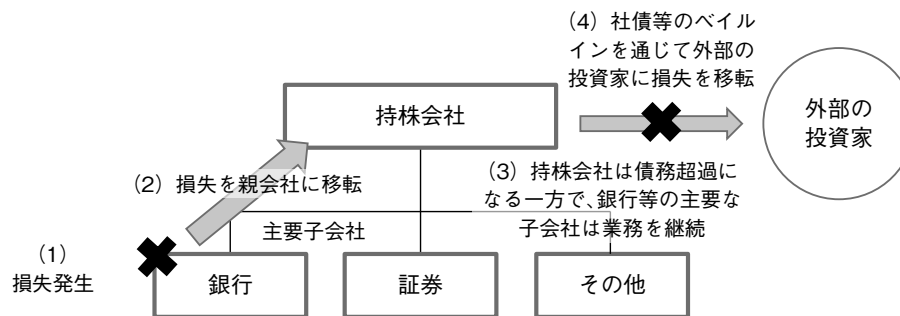 （4）社債等のベイル
インを通じて外部の
投資家に損失を移転
持株会社
外部の
投資家
（2）損失を親会社に移転
（3）持株会社は債務超過に
なる一方で、銀行等の主要な
子会社は業務を継続
主要子会社
（1）
損失発生
銀行
証券
その他